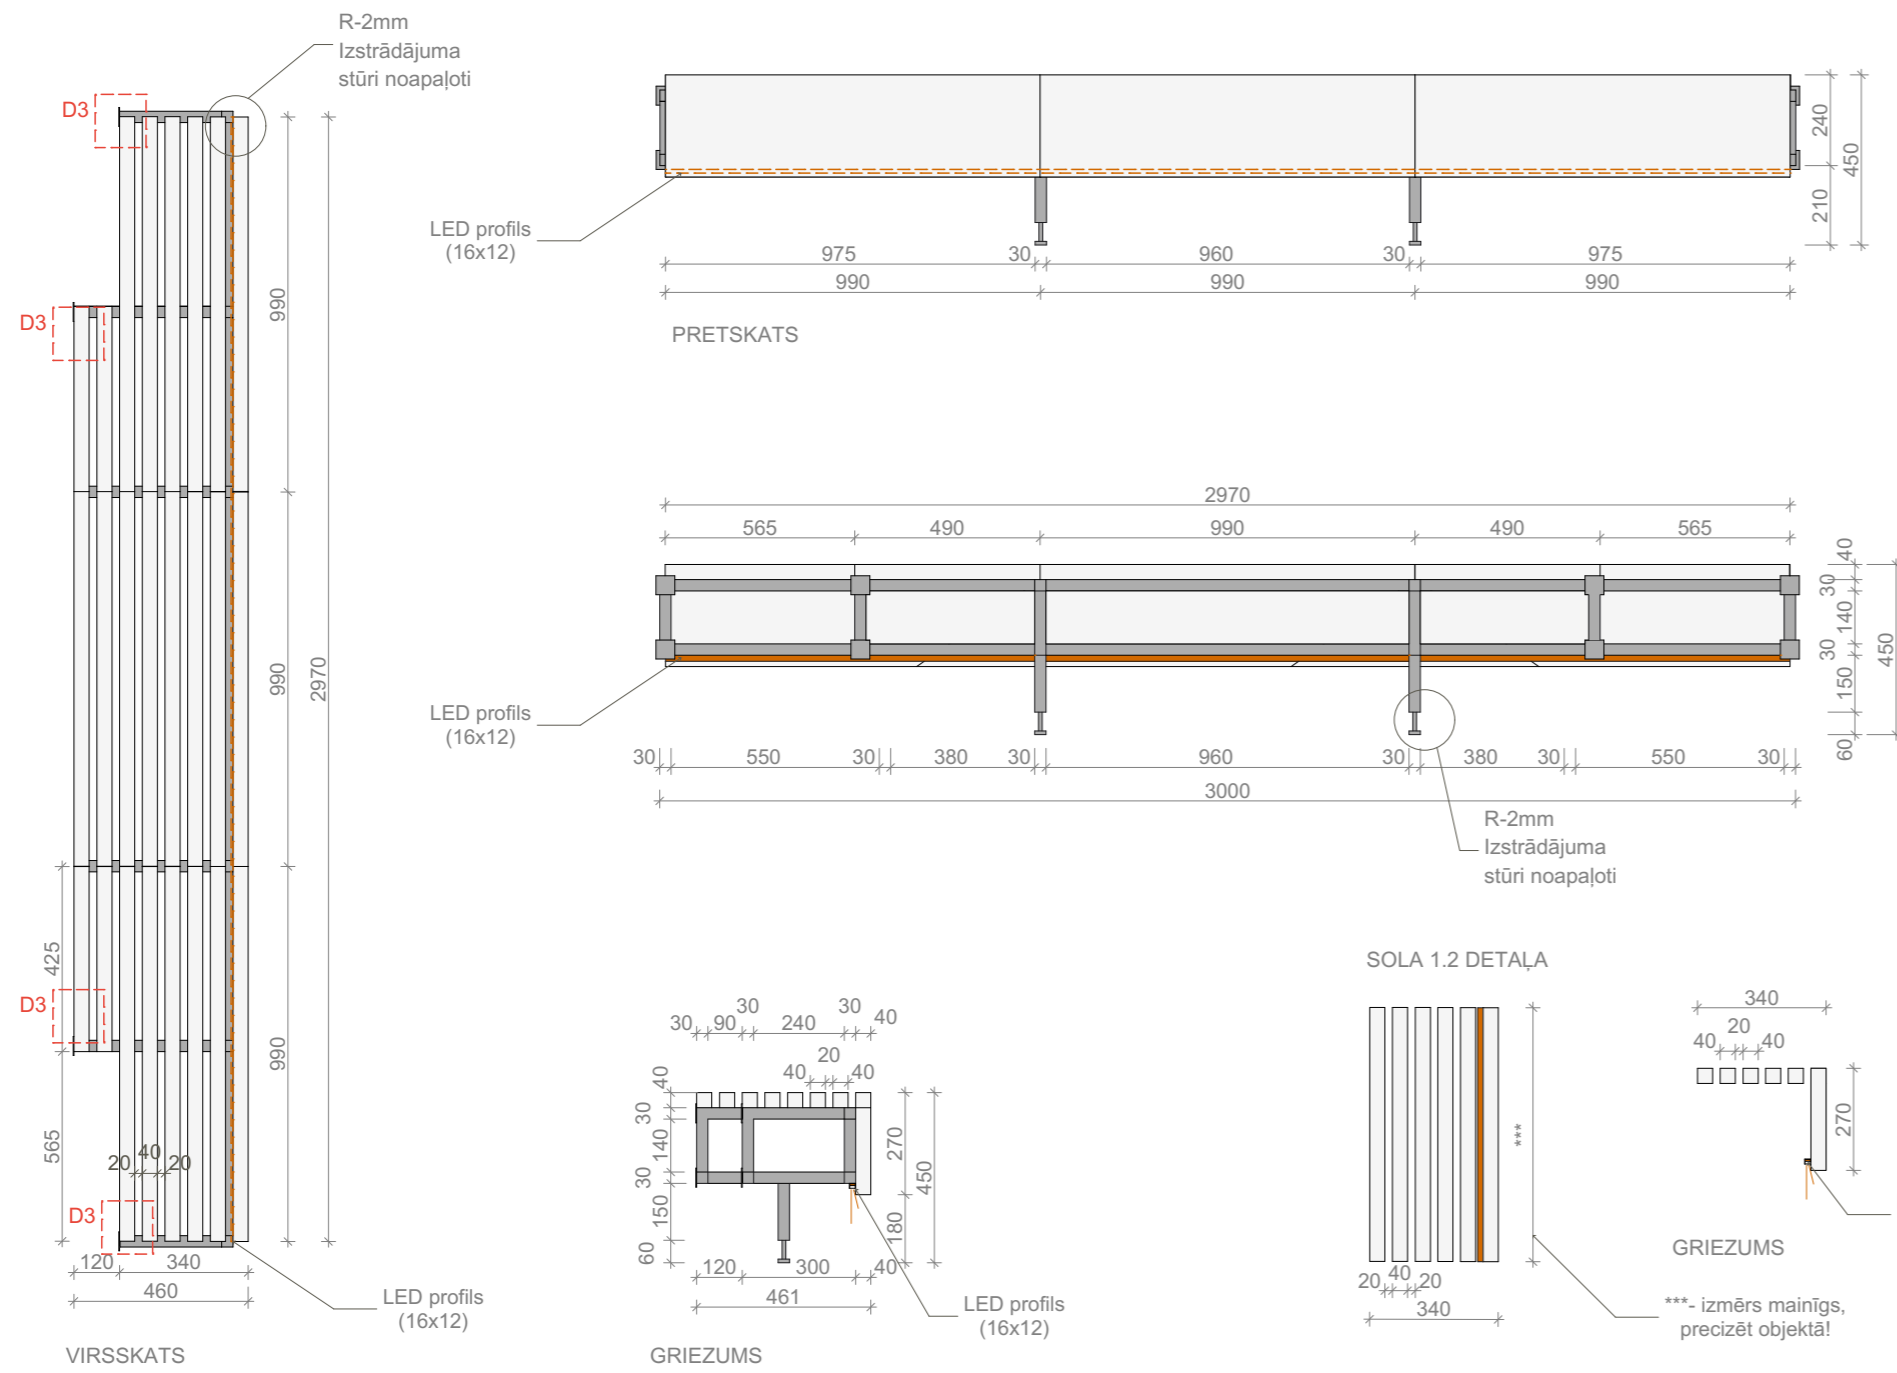 R-2mm
Izstrādājuma
stūri noapaļoti
D3
D3
990
990
2970
990
425
565
20 40 20
D3
D3
120 340
460
LED profils
(16x12)
VIRSSKATS
LED profils
(16x12)
240
450
210
975 30 960 30 975
990 990 990
PRETSKATS
2970
565 490 990 490 565
40
30
140
30
150
60
450
LED profils
(16x12)
30 550 30 380 30 960 30 380 30 550 30
3000
R-2mm
Izstrādājuma
stūri noapaļoti
30 90 30 240 30 40
20
40 40
40
30
140
30
150
60
270
180
450
120 300 40
461
LED profils
(16x12)
GRIEZUMS
SOLA 1.2 DETAĻA
***
20 40 20
340
***- izmērs mainīgs,
precizēt objektā!
340
20
40 40
270
GRIEZUMS